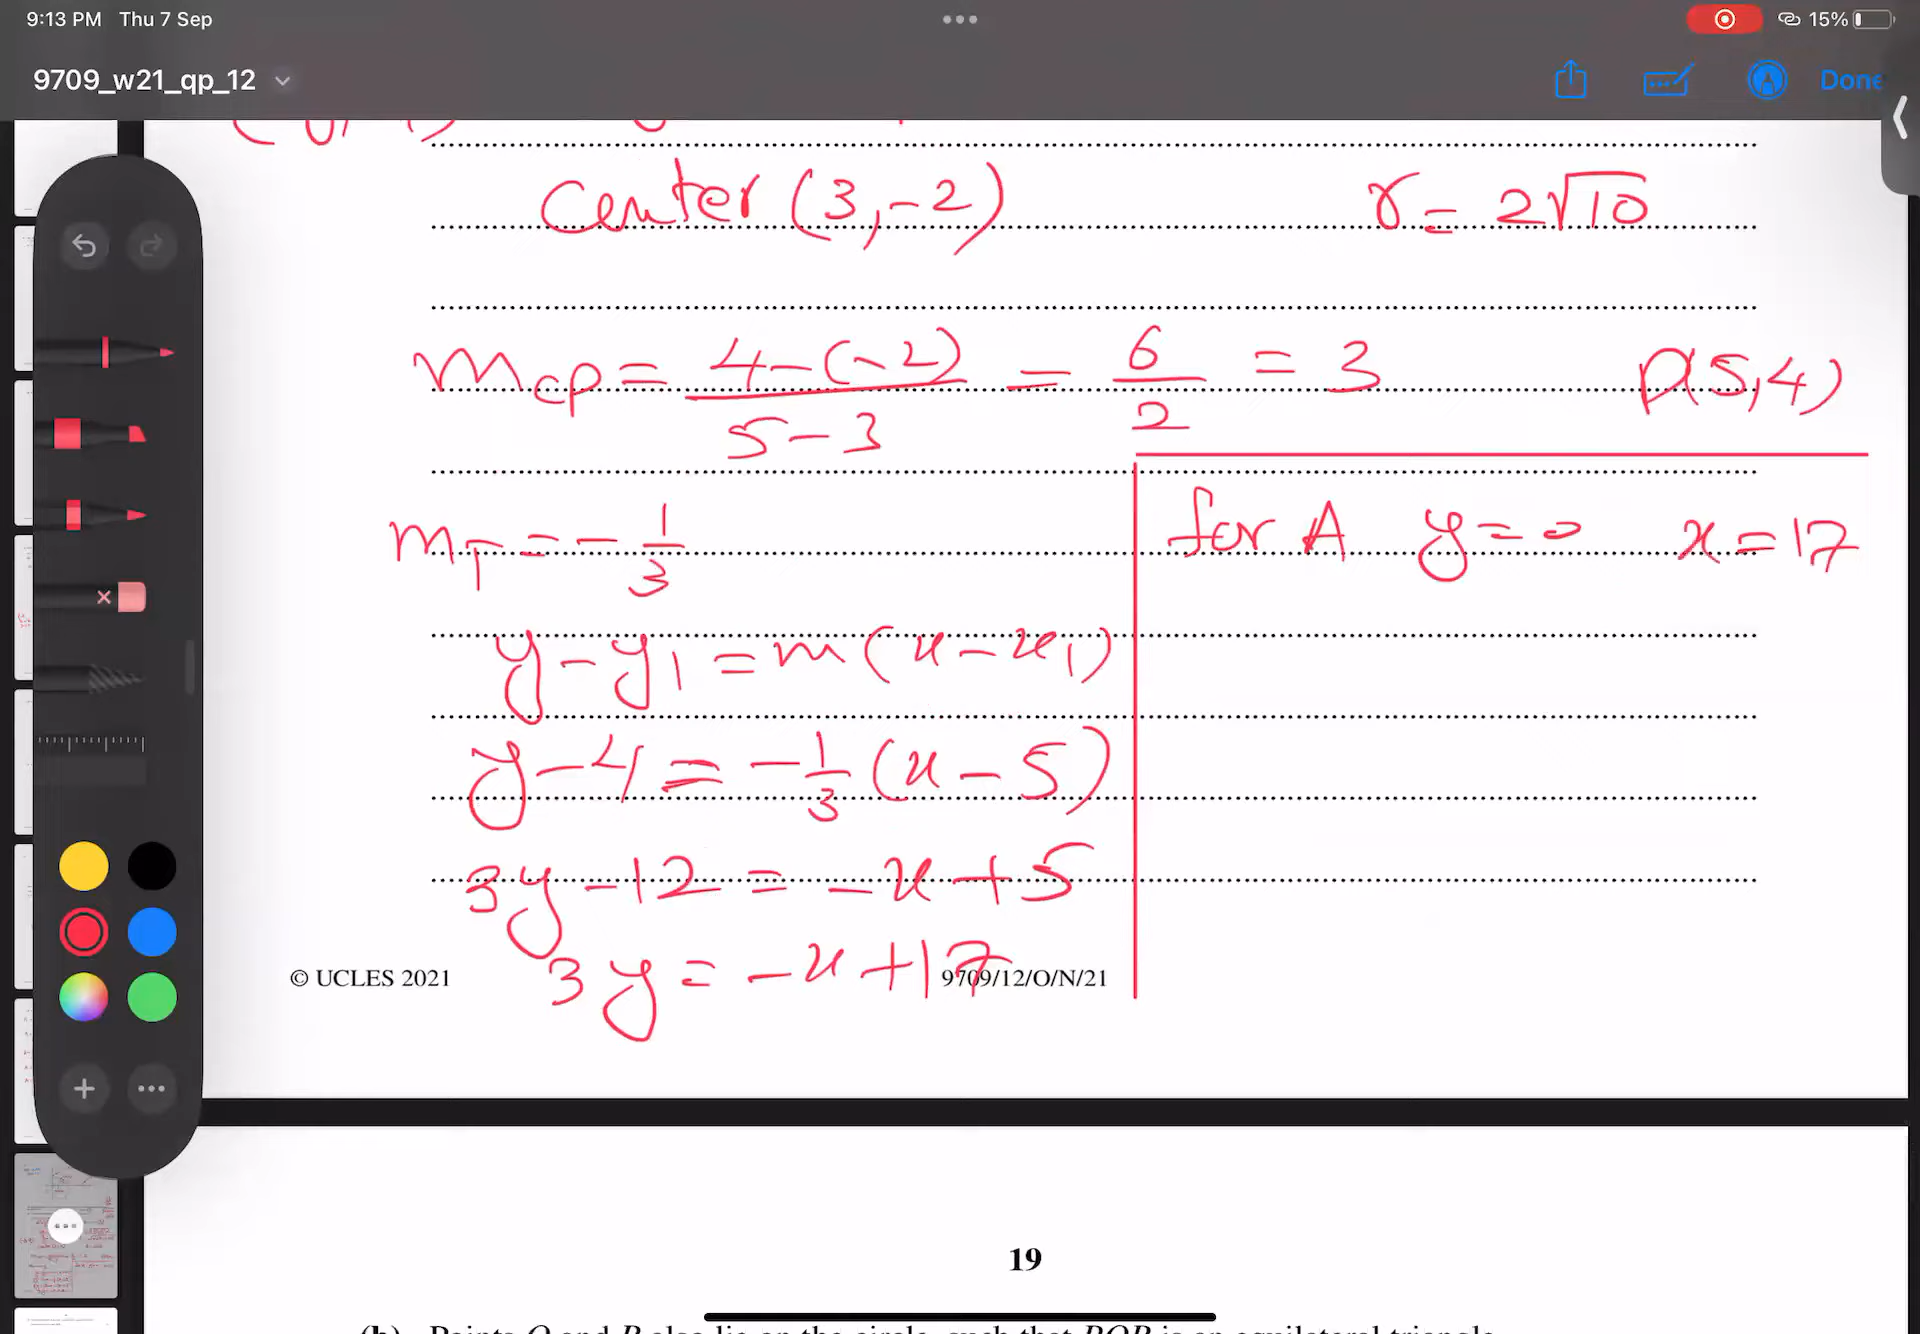 9:13 PM Thu 7 Sep
15%
9709_w21_qp_12
Done
Center (3, -2) r = 2√10
m_CP = (4-(-2))/(5-3) = 6/2 = 3 P(5,4)
m_T = -1/3
y - y₁ = m(x - x₁)
y - 4 = -1/3 (x - 5)
3y - 12 = -x + 5
3y = -x + 17
for A y = 0 x = 17
© UCLES 2021 9709/12/O/N/21
19